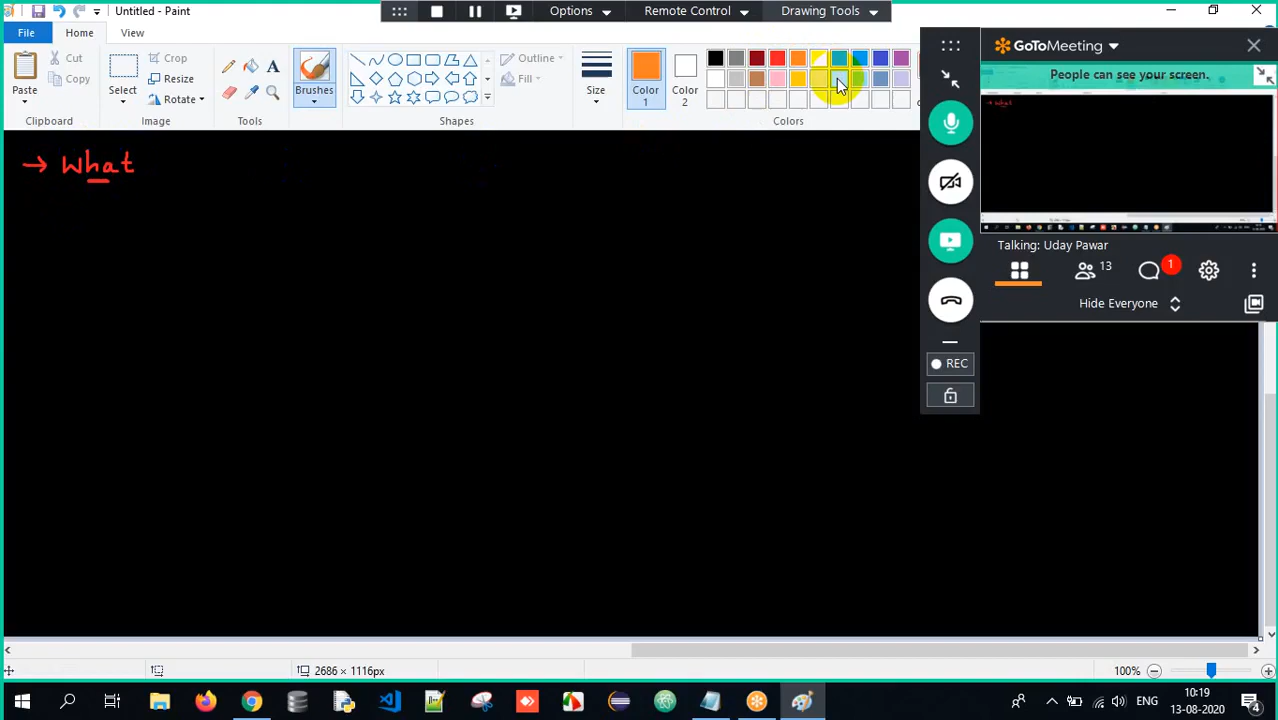 Untitled - Paint
Options
Remote Control
Drawing Tools
File
Home
View
GoToMeeting
People can see your screen.
Paste
Cut
Copy
Clipboard
Select
Crop
Resize
Rotate
Image
A
Tools
Brushes
Shapes
Outline
Fill
Size
Color
1
Color
2
Colors
→ What
→ What
Talking: Uday Pawar
13
1
Hide Everyone
REC
2686 × 1116px
100%
ENG
10:19
13-08-2020
4